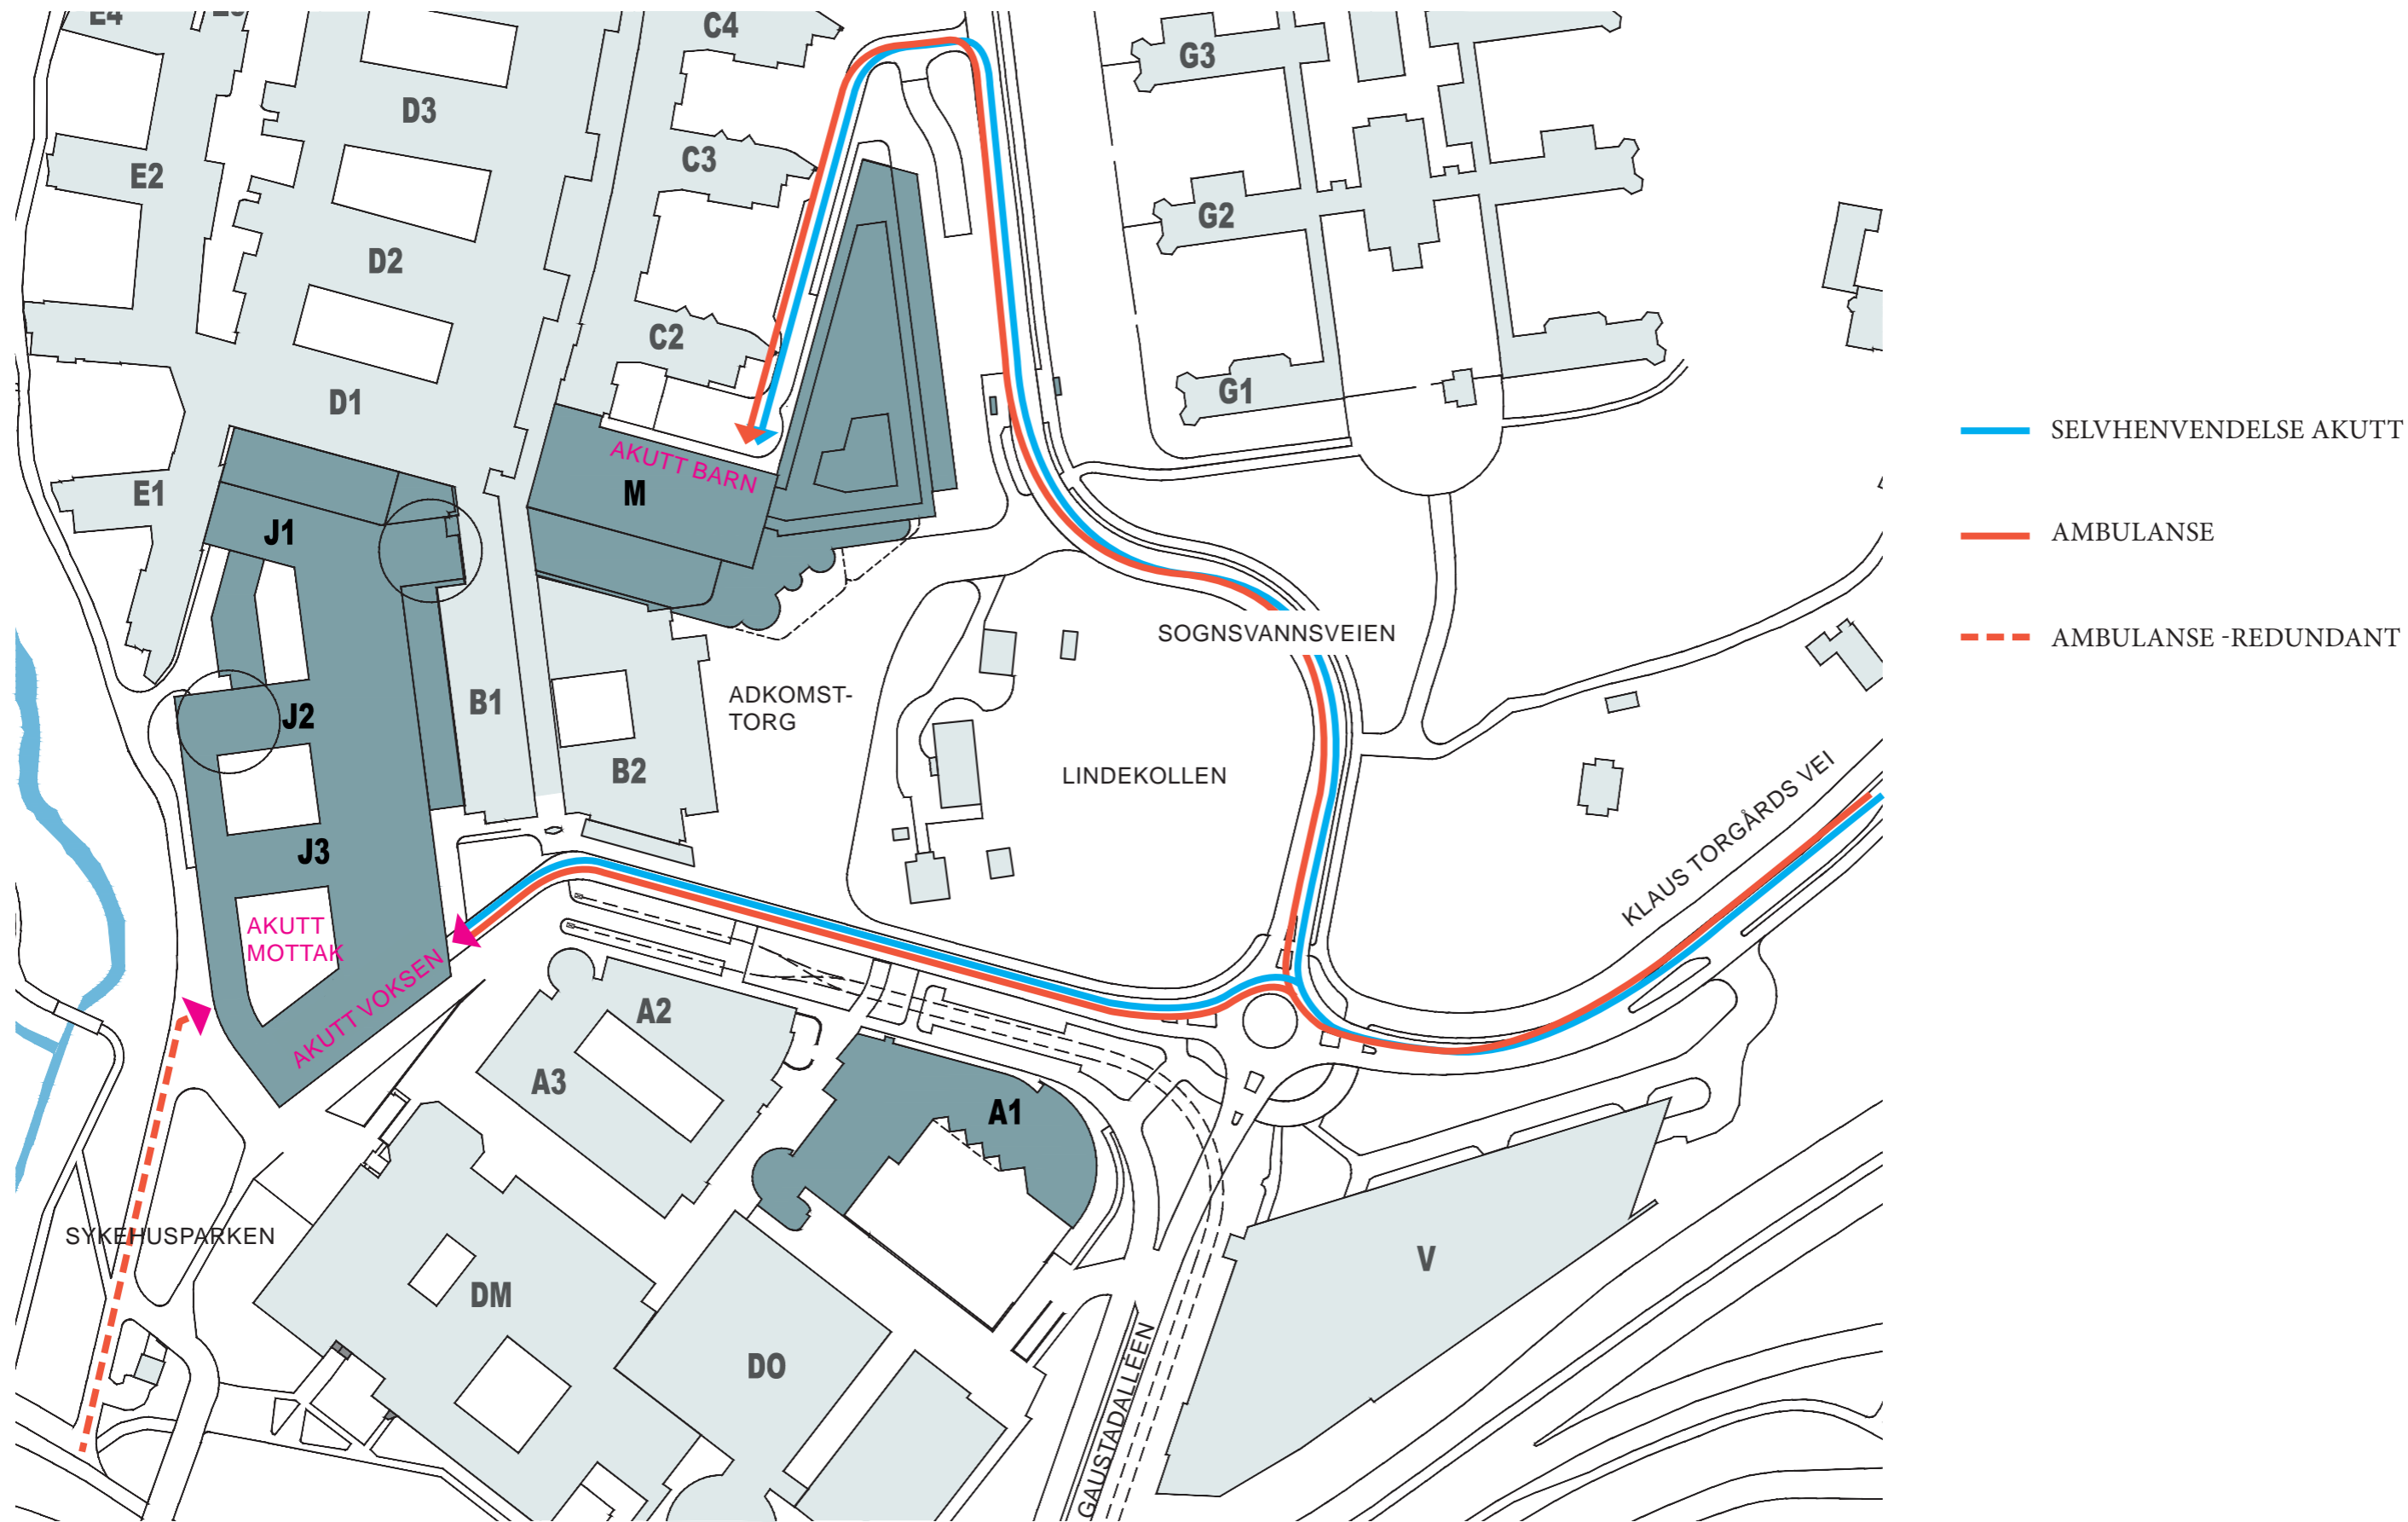 E4
C4
G3
D3
C3
E2
G2
D2
C2
G1
D1
SELVHENVENDELSE AKUTT
AKUTT BARN
E1
M
J1
AMBULANSE
SOGNSVANNSVEIEN
AMBULANSE -REDUNDANT
B1
J2
ADKOMST-
TORG
B2
LINDEKOLLEN
KLAUS TORGÅRDS VEI
J3
AKUTT
MOTTAK
AKUTT VOKSEN
A2
A3
A1
SYKEHUSPARKEN
V
DM
DO
GAUSTADALLÉEN